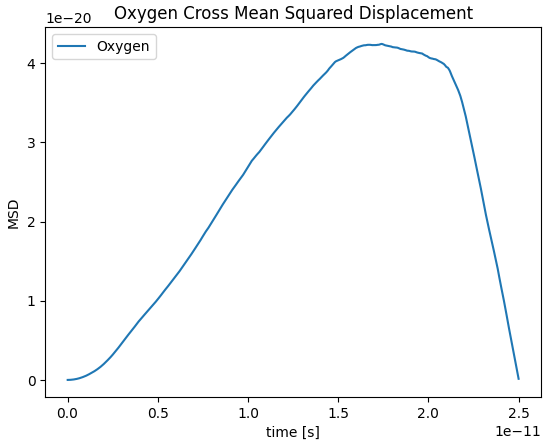 Oxygen Cross Mean Squared Displacement
1e−20
Oxygen
4
3
2
1
0
MSD
0.0 0.5 1.0 1.5 2.0 2.5
1e−11
time [s]